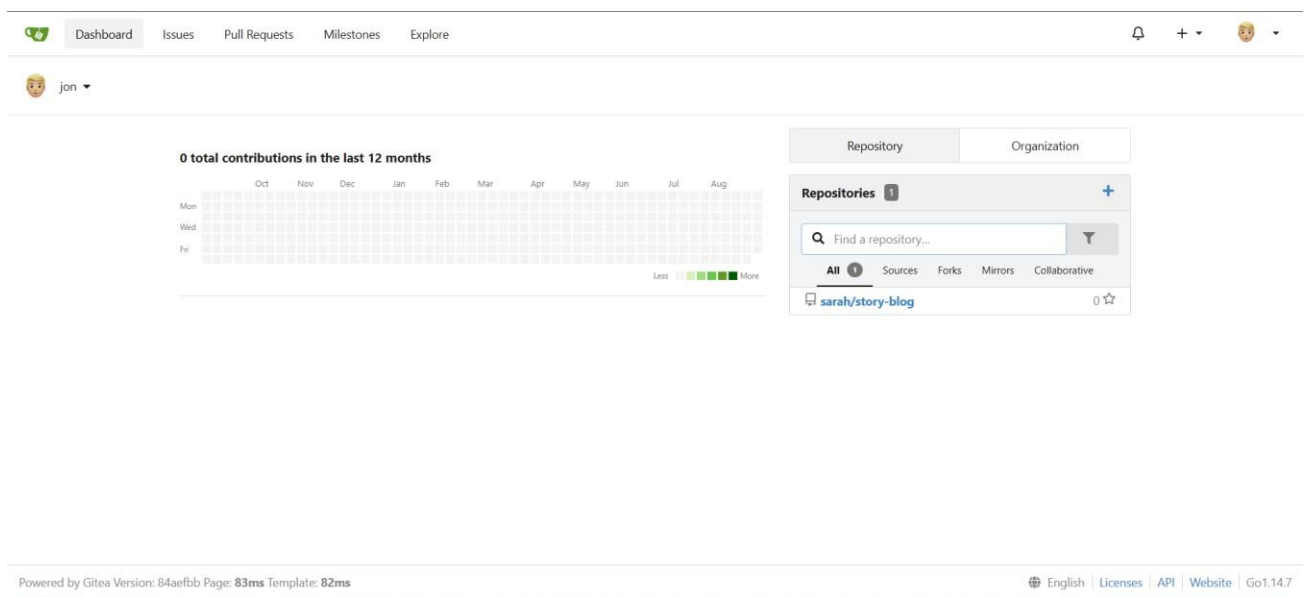 Dashboard Issues Pull Requests Milestones Explore
jon
0 total contributions in the last 12 months
Oct Nov Dec Jan Feb Mar Apr May Jun Jul Aug
Mon
Wed
Fri
Less More
Repository Organization
Repositories 1
Find a repository...
All 1 Sources Forks Mirrors Collaborative
sarah/story-blog 0
Powered by Gitea Version: 84aefbb Page: 83ms Template: 82ms English Licenses API Website Go1.14.7